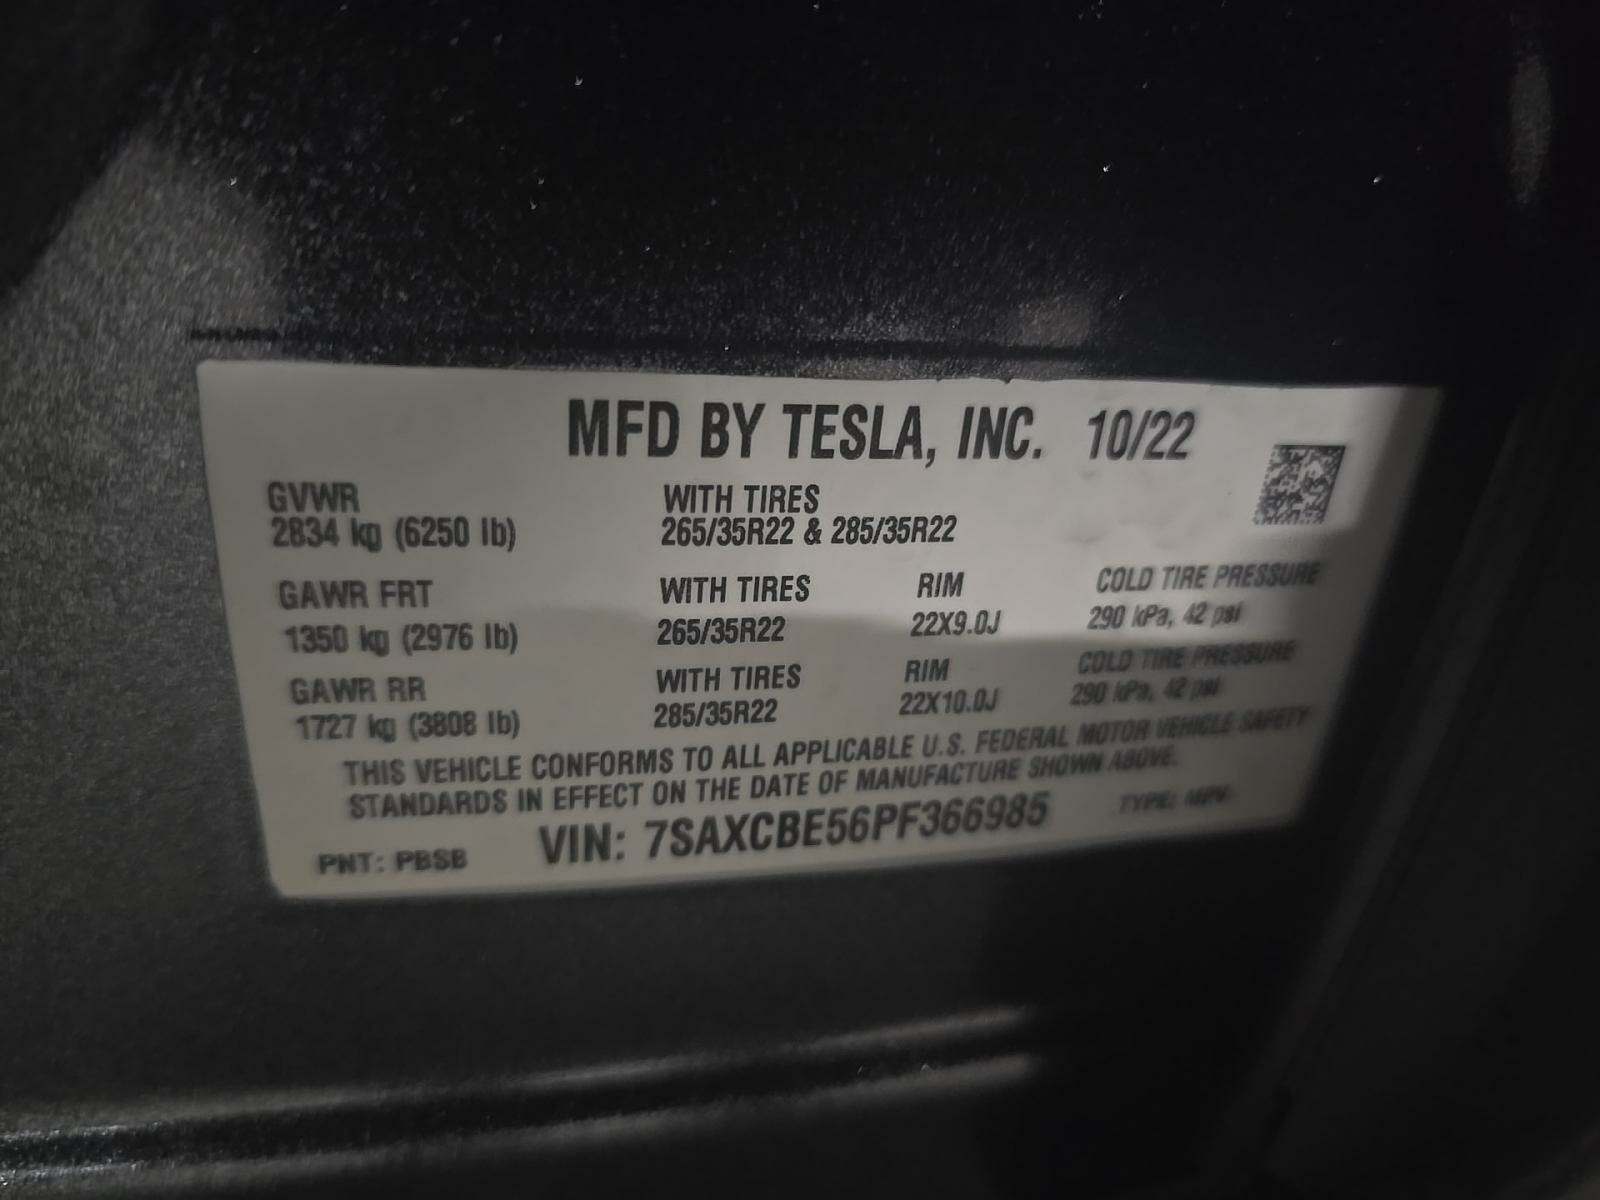 MFD BY TESLA, INC. 10/22
GVWR WITH TIRES
2834 kg (6250 lb) 265/35R22 & 285/35R22
GAWR FRT WITH TIRES RIM COLD TIRE PRESSURE
1350 kg (2976 lb) 265/35R22 22X9.0J 290 kPa, 42 psi
GAWR RR WITH TIRES RIM COLD TIRE PRESSURE
1727 kg (3808 lb) 285/35R22 22X10.0J 290 kPa, 42 psi
THIS VEHICLE CONFORMS TO ALL APPLICABLE U.S. FEDERAL MOTOR VEHICLE SAFETY
STANDARDS IN EFFECT ON THE DATE OF MANUFACTURE SHOWN ABOVE.
PNT: PBSB VIN: 7SAXCBE56PF366985 TYPE: MPV